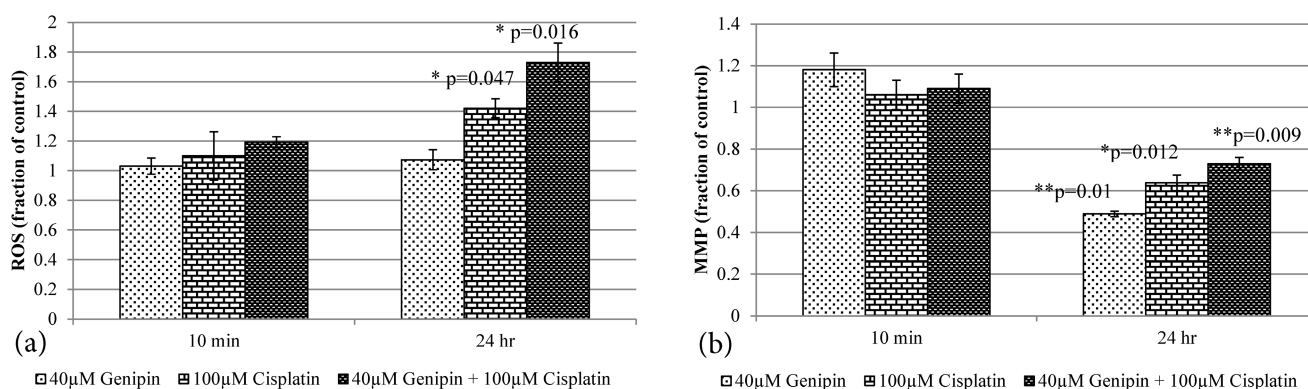 ROS (fraction of control)
2
1.8
1.6
1.4
1.2
1
0.8
0.6
0.4
0.2
0
* p=0.016
* p=0.047
10 min
24 hr
(a)
40µM Genipin 100µM Cisplatin 40µM Genipin + 100µM Cisplatin
MMP (fraction of control)
1.4
1.2
1
0.8
0.6
0.4
0.2
0
**p=0.009
*p=0.012
**p=0.01
10 min
24 hr
(b)
40µM Genipin 100µM Cisplatin 40µM Genipin + 100µM Cisplatin